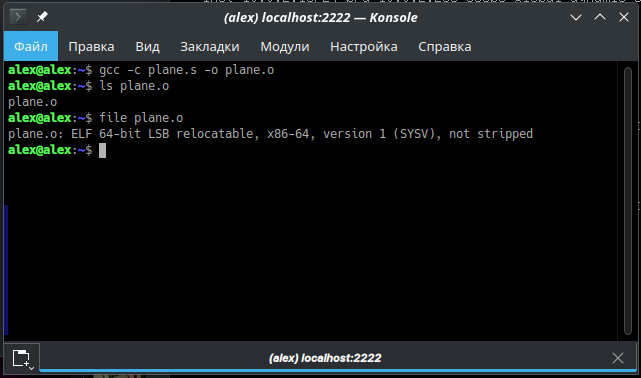 (alex) localhost:2222 — Konsole
Файл Правка Вид Закладки Модули Настройка Справка
alex@alex:~$ gcc -c plane.s -o plane.o
alex@alex:~$ ls plane.o
plane.o
alex@alex:~$ file plane.o
plane.o: ELF 64-bit LSB relocatable, x86-64, version 1 (SYSV), not stripped
alex@alex:~$
(alex) localhost:2222